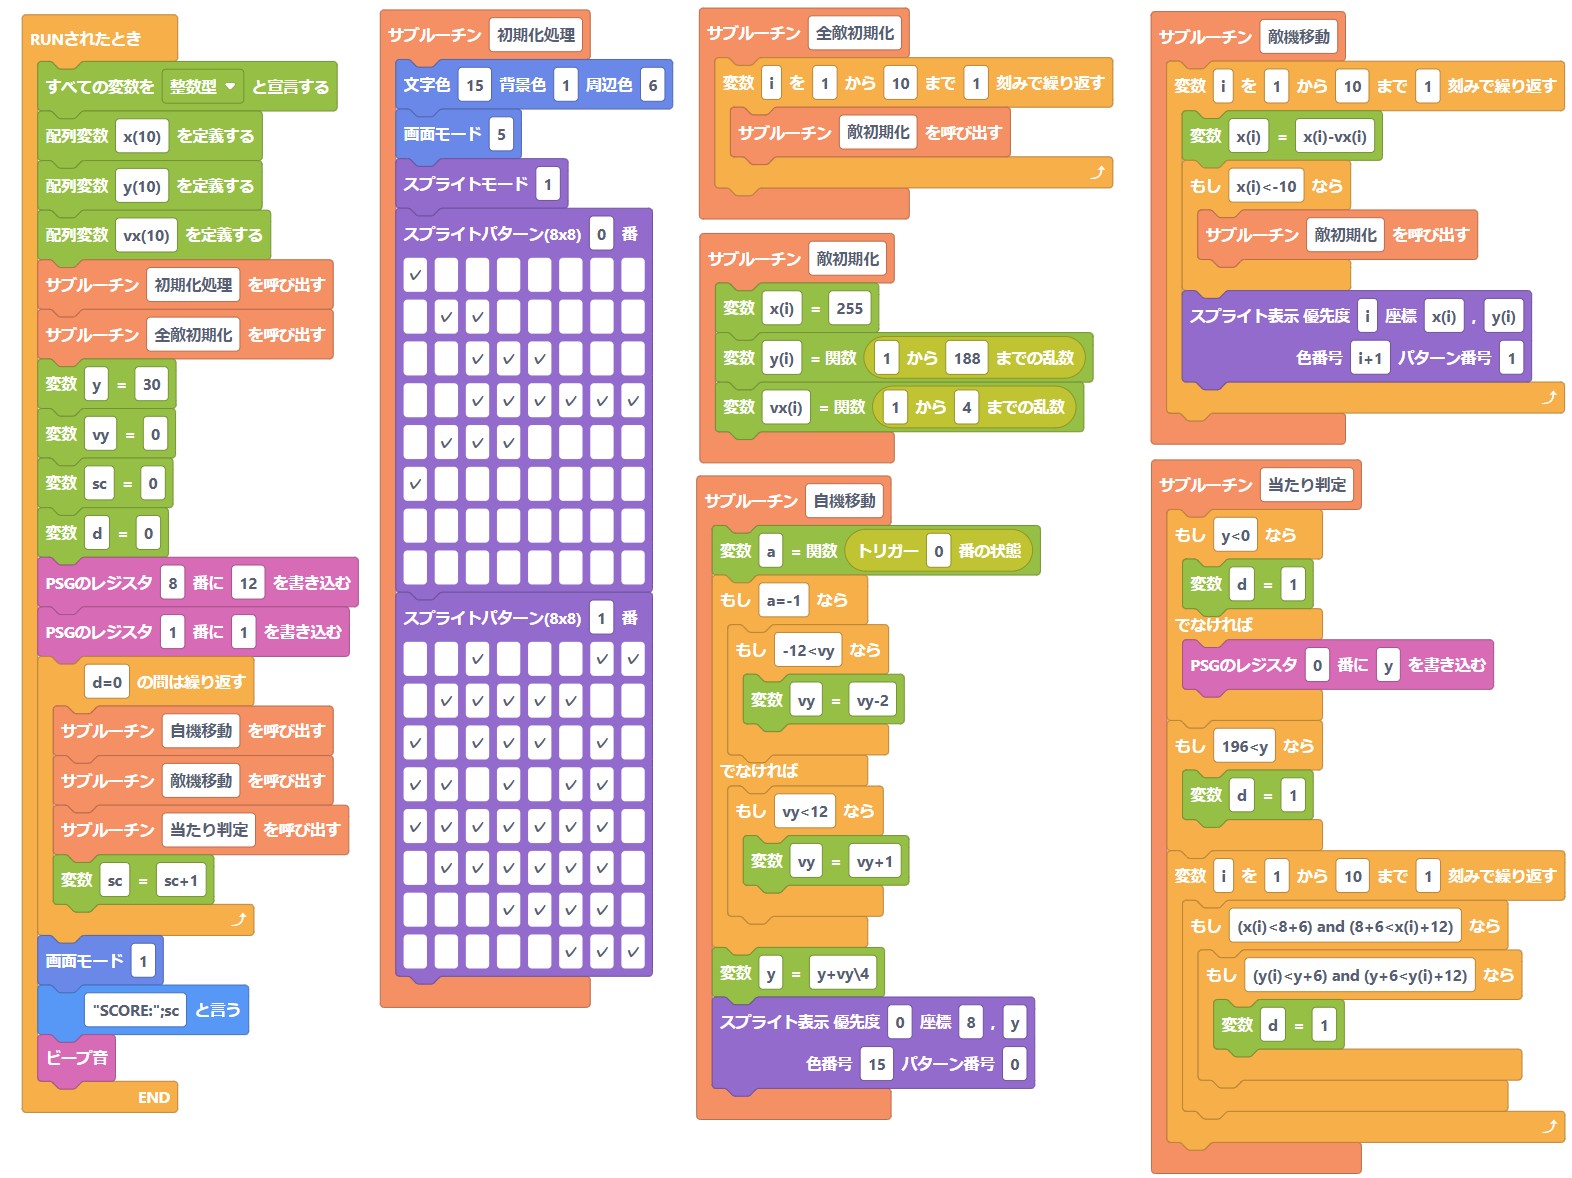 RUNされたとき
すべての変数を 整数型 と宣言する
配列変数 x(10) を定義する
配列変数 y(10) を定義する
配列変数 vx(10) を定義する
サブルーチン 初期化処理 を呼び出す
サブルーチン 全敵初期化 を呼び出す
変数 y = 30
変数 vy = 0
変数 sc = 0
変数 d = 0
PSGのレジスタ 8 番に 12 を書き込む
PSGのレジスタ 1 番に 1 を書き込む
d=0 の間は繰り返す
サブルーチン 自機移動 を呼び出す
サブルーチン 敵機移動 を呼び出す
サブルーチン 当たり判定 を呼び出す
変数 sc = sc+1
画面モード 1
"SCORE:";sc と言う
ビープ音
END
サブルーチン 初期化処理
文字色 15 背景色 1 周辺色 6
画面モード 5
スプライトモード 1
スプライトパターン(8x8) 0 番
スプライトパターン(8x8) 1 番
サブルーチン 全敵初期化
変数 i を 1 から 10 まで 1 刻みで繰り返す
サブルーチン 敵初期化 を呼び出す
サブルーチン 敵初期化
変数 x(i) = 255
変数 y(i) = 関数 1 から 188 までの乱数
変数 vx(i) = 関数 1 から 4 までの乱数
サブルーチン 自機移動
変数 a = 関数 トリガー 0 番の状態
もし a=-1 なら
もし -12<vy なら
変数 vy = vy-2
でなければ
もし vy<12 なら
変数 vy = vy+1
変数 y = y+vy\4
スプライト表示 優先度 0 座標 8 , y
色番号 15 パターン番号 0
サブルーチン 敵機移動
変数 i を 1 から 10 まで 1 刻みで繰り返す
変数 x(i) = x(i)-vx(i)
もし x(i)<-10 なら
サブルーチン 敵初期化 を呼び出す
スプライト表示 優先度 i 座標 x(i) , y(i)
色番号 i+1 パターン番号 1
サブルーチン 当たり判定
もし y<0 なら
変数 d = 1
でなければ
PSGのレジスタ 0 番に y を書き込む
もし 196<y なら
変数 d = 1
変数 i を 1 から 10 まで 1 刻みで繰り返す
もし (x(i)<8+6) and (8+6<x(i)+12) なら
もし (y(i)<y+6) and (y+6<y(i)+12) なら
変数 d = 1